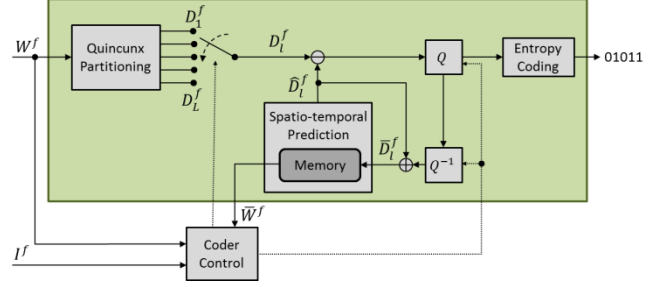 W^f
Quincunx
Partitioning
D_1^f
D_L^f
D_l^f
Q
Entropy
Coding
01011
D̂_l^f
Spatio-temporal
Prediction
Memory
D̄_l^f
Q^{-1}
W̄^f
I^f
Coder
Control